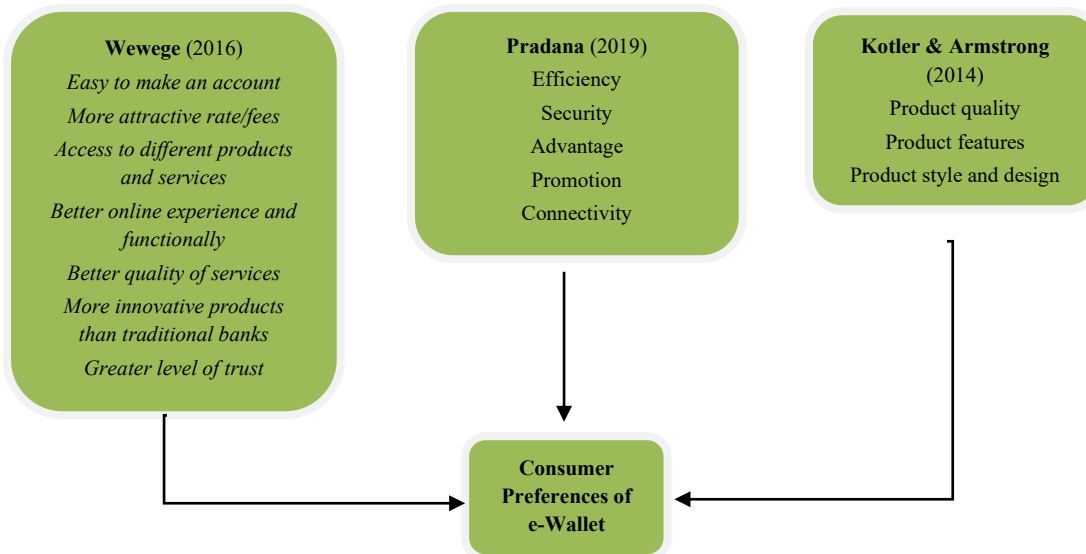 Wewege (2016)
Easy to make an account
More attractive rate/fees
Access to different products
and services
Better online experience and
functionally
Better quality of services
More innovative products
than traditional banks
Greater level of trust
Pradana (2019)
Efficiency
Security
Advantage
Promotion
Connectivity
Kotler & Armstrong
(2014)
Product quality
Product features
Product style and design
Consumer
Preferences of
e-Wallet